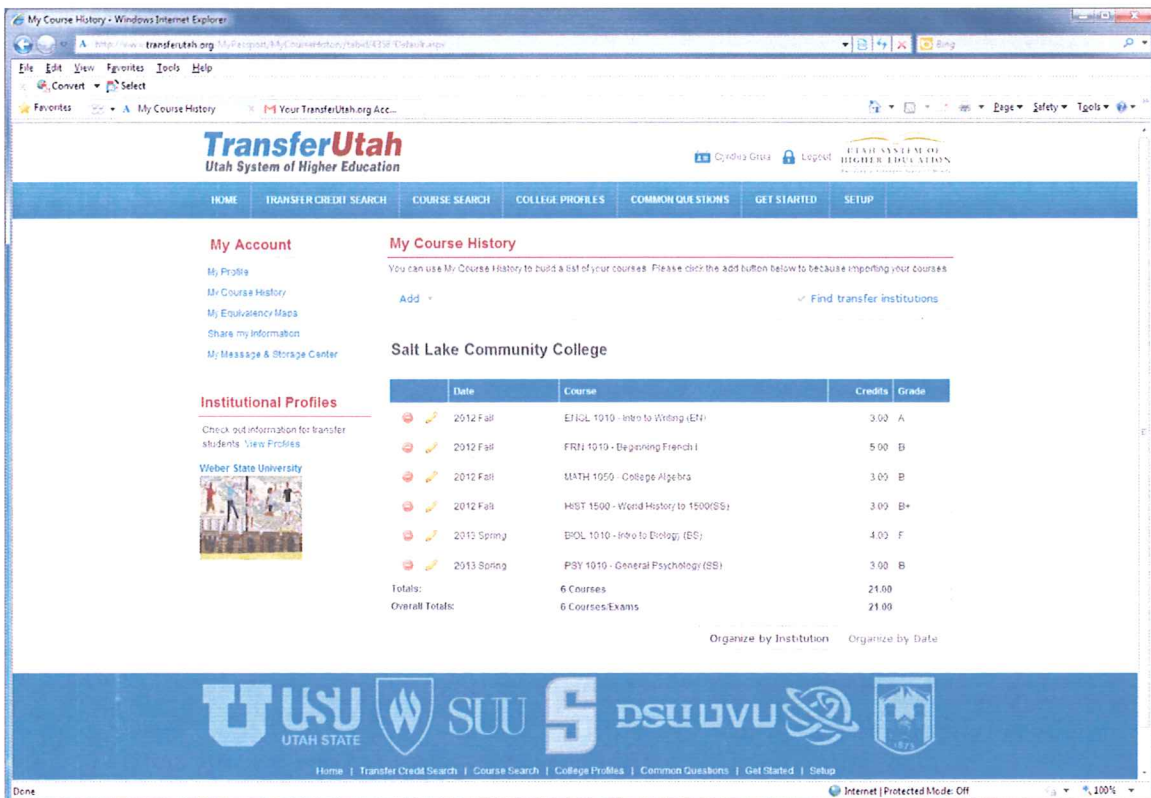 My Course History - Windows Internet Explorer
transferutah.org
Bing
File Edit View Favorites Tools Help
Convert Select
Favorites My Course History Your TransferUtah.org Acc... Page Safety Tools
TransferUtah
Utah System of Higher Education
Logout
UTAH SYSTEM OF
HIGHER EDUCATION
HOME TRANSFER CREDIT SEARCH COURSE SEARCH COLLEGE PROFILES COMMON QUESTIONS GET STARTED SETUP
My Account
My Profile
My Course History
My Equivalency Maps
Share my Information
My Message & Storage Center
Institutional Profiles
Check out information for transfer
students View Profiles
Weber State University
My Course History
You can use My Course History to build a list of your courses. Please click the add button below to because importing your courses
Add Find transfer institutions
Salt Lake Community College
Date Course Credits Grade
2012 Fall ENGL 1010 - Intro to Writing (EN) 3.00 A
2012 Fall FRN 1010 - Beginning French I 5.00 B
2012 Fall MATH 1050 - College Algebra 3.00 B
2012 Fall HIST 1500 - World History to 1500(SS) 3.00 B+
2013 Spring BIOL 1010 - Intro to Biology (BS) 4.00 F
2013 Spring PSY 1010 - General Psychology (SS) 3.00 B
Totals: 6 Courses 21.00
Overall Totals: 6 Courses/Exams 21.00
Organize by Institution Organize by Date
U USU UTAH STATE W SUU S DSU UVU 1875
Home | Transfer Credit Search | Course Search | College Profiles | Common Questions | Get Started | Setup
Done Internet | Protected Mode: Off 100%